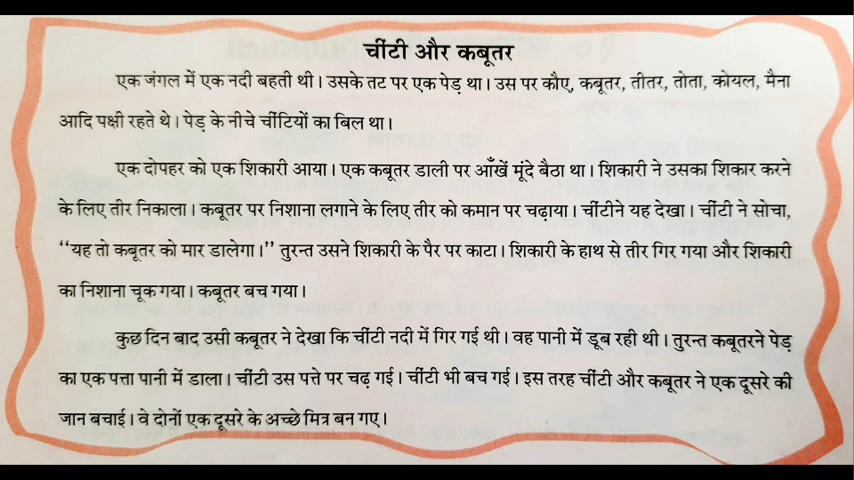 चींटी और कबूतर
एक जंगल में एक नदी बहती थी। उसके तट पर एक पेड़ था। उस पर कौए, कबूतर, तीतर, तोता, कोयल, मैना
आदि पक्षी रहते थे। पेड़ के नीचे चींटियों का बिल था।
एक दोपहर को एक शिकारी आया। एक कबूतर डाली पर आँखें मूंदे बैठा था। शिकारी ने उसका शिकार करने
के लिए तीर निकाला। कबूतर पर निशाना लगाने के लिए तीर को कमान पर चढ़ाया। चींटीने यह देखा। चींटी ने सोचा,
“यह तो कबूतर को मार डालेगा।” तुरन्त उसने शिकारी के पैर पर काटा। शिकारी के हाथ से तीर गिर गया और शिकारी
का निशाना चूक गया। कबूतर बच गया।
कुछ दिन बाद उसी कबूतर ने देखा कि चींटी नदी में गिर गई थी। वह पानी में डूब रही थी। तुरन्त कबूतरने पेड़
का एक पत्ता पानी में डाला। चींटी उस पत्ते पर चढ़ गई। चींटी भी बच गई। इस तरह चींटी और कबूतर ने एक दूसरे की
जान बचाई। वे दोनों एक दूसरे के अच्छे मित्र बन गए।